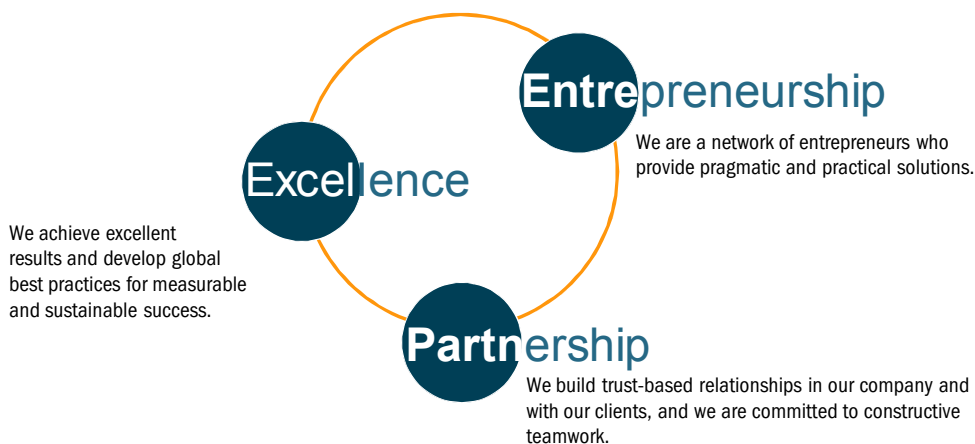 Entrepreneurship
We are a network of entrepreneurs who
provide pragmatic and practical solutions.
Excellence
We achieve excellent
results and develop global
best practices for measurable
and sustainable success.
Partnership
We build trust-based relationships in our company and
with our clients, and we are committed to constructive
teamwork.